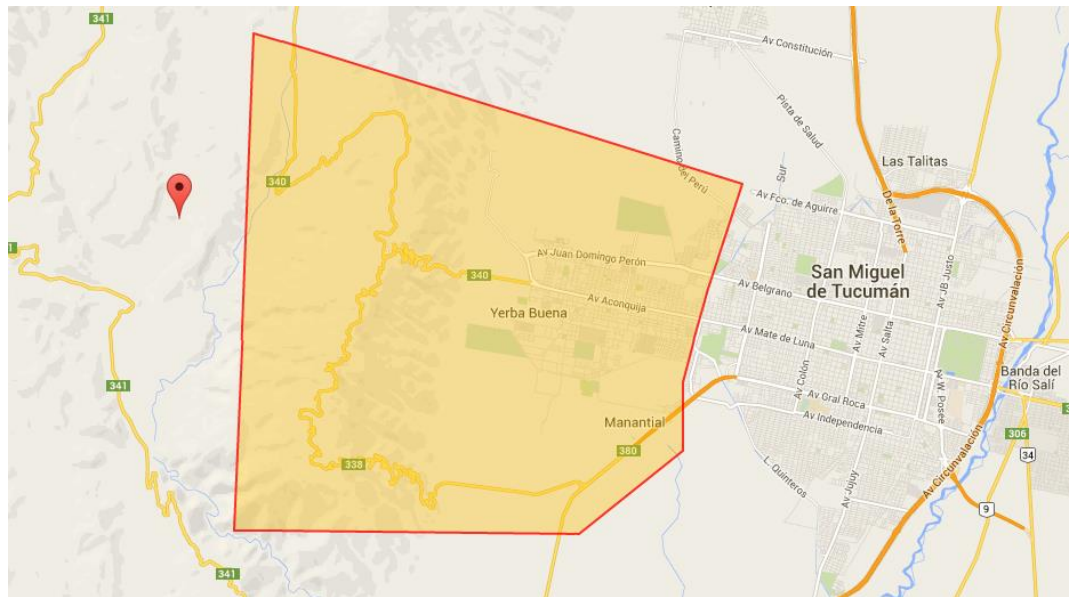 341
Av Constitución
Pista de Salud
Camino del Perú
Las Talitas
Sur
340
Av Fco. de Aguirre
De la Torre
Av Juan Domingo Perón
340
Av Belgrano
San Miguel
de Tucumán
Av JB Justo
Av Circunvalación
Av Aconquija
Yerba Buena
Av Mate de Luna
Av Mitre
Av Salta
Banda del
Río Salí
341
Av Colón
Av Gral Roca
Av W. Posee
Manantial
Av Independencia
380
306
34
338
L. Quinteros
Av Jujuy
Av Circunvalación
9
341